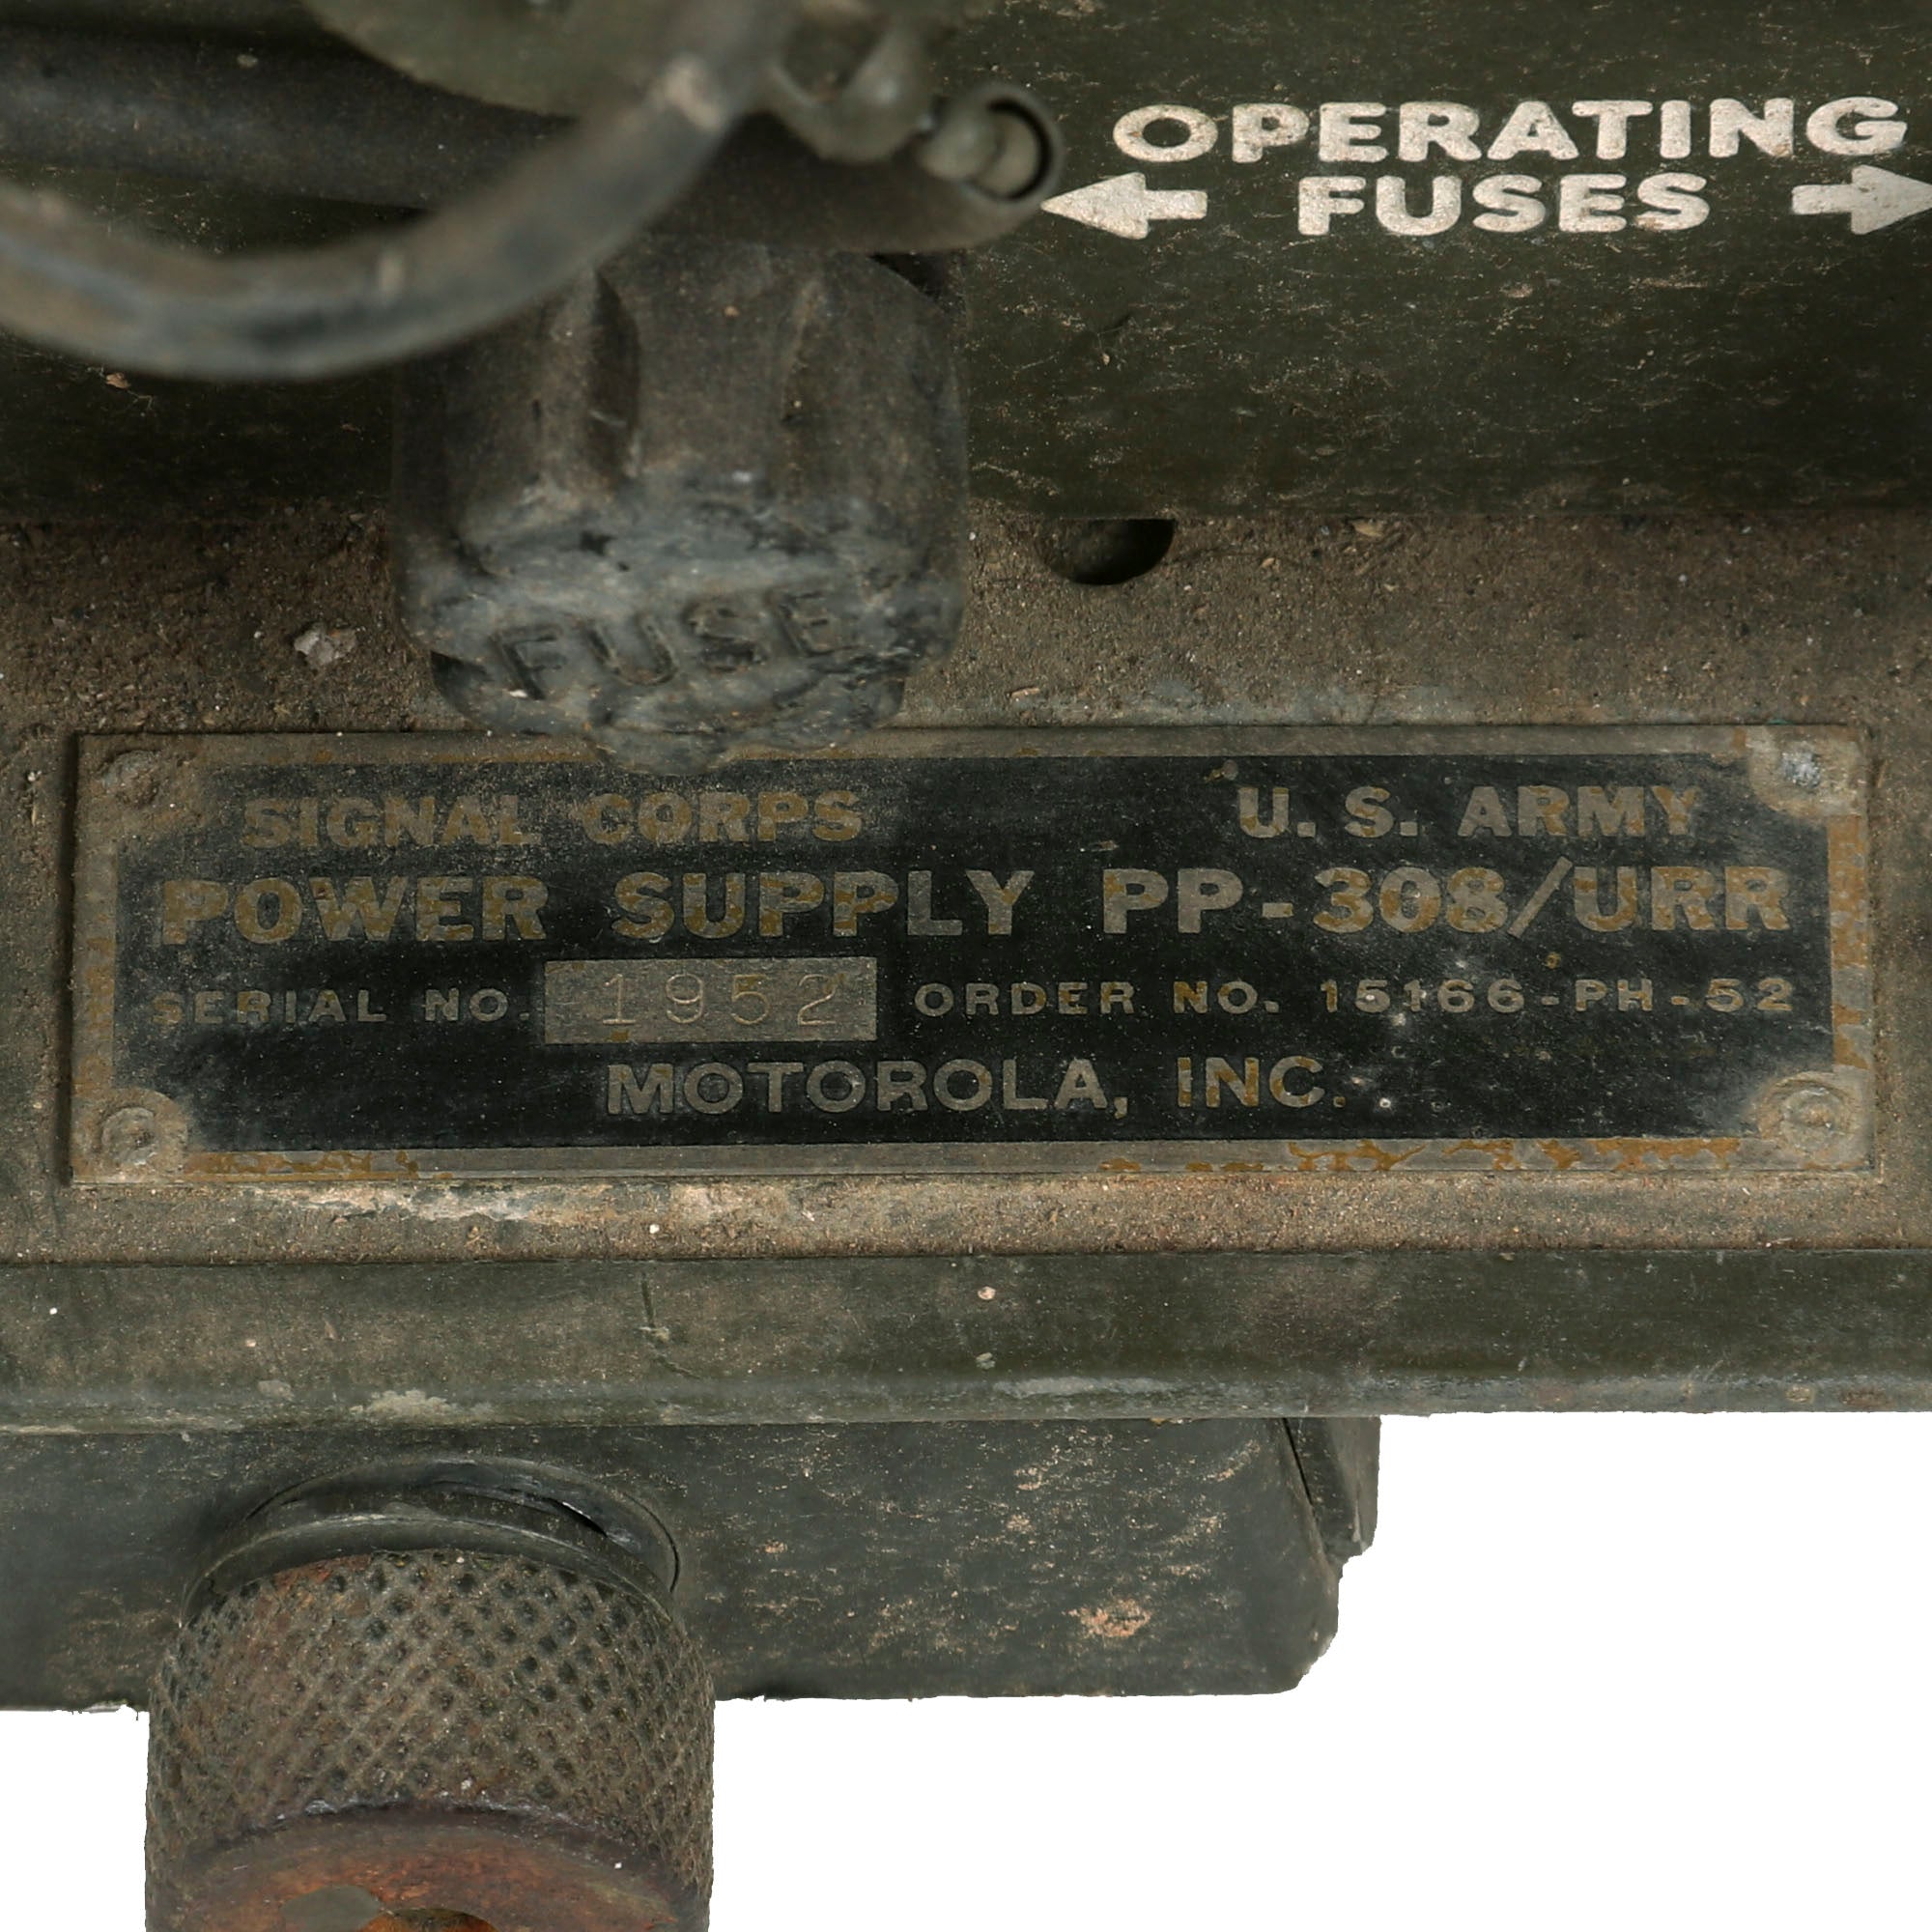 OPERATING
FUSES
FUSE
SIGNAL CORPS U. S. ARMY
POWER SUPPLY PP-308/URR
SERIAL NO. 1952 ORDER NO. 15166-PH-52
MOTOROLA, INC.